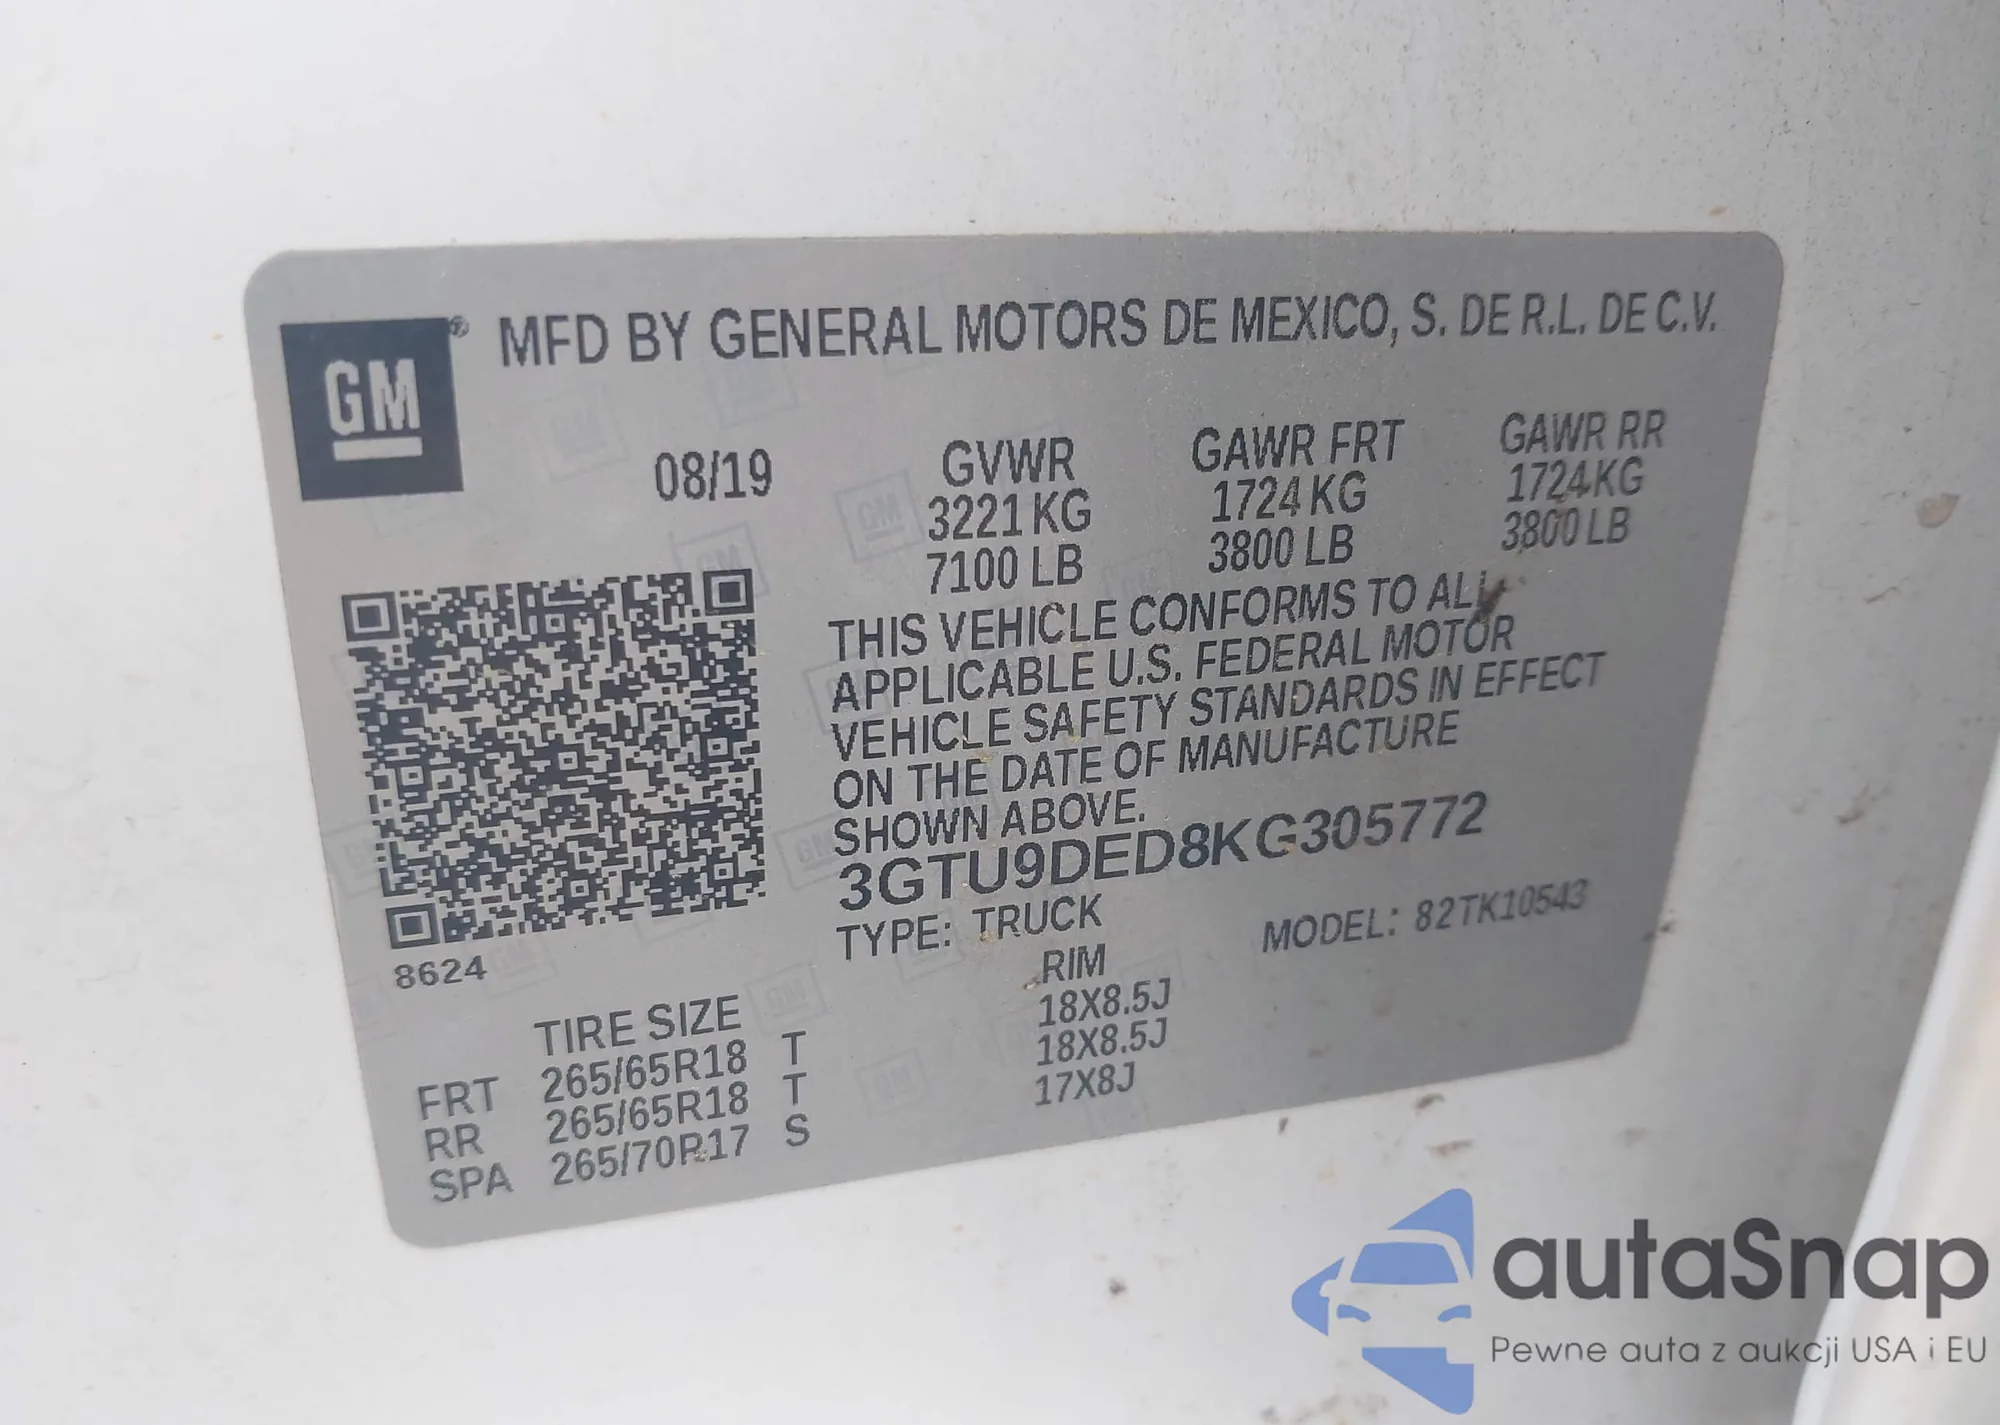 GM® MFD BY GENERAL MOTORS DE MEXICO, S. DE R.L. DE C.V.
08/19 GVWR GAWR FRT GAWR RR
3221 KG 1724 KG 1724 KG
7100 LB 3800 LB 3800 LB
THIS VEHICLE CONFORMS TO ALL
APPLICABLE U.S. FEDERAL MOTOR
VEHICLE SAFETY STANDARDS IN EFFECT
ON THE DATE OF MANUFACTURE
SHOWN ABOVE.
3GTU9DED8KG305772
TYPE: TRUCK MODEL: 82TK10543
8624
TIRE SIZE RIM
FRT 265/65R18 T 18X8.5J
RR 265/65R18 T 18X8.5J
SPA 265/70R17 S 17X8J
autaSnap
Pewne auta z aukcji USA i EU